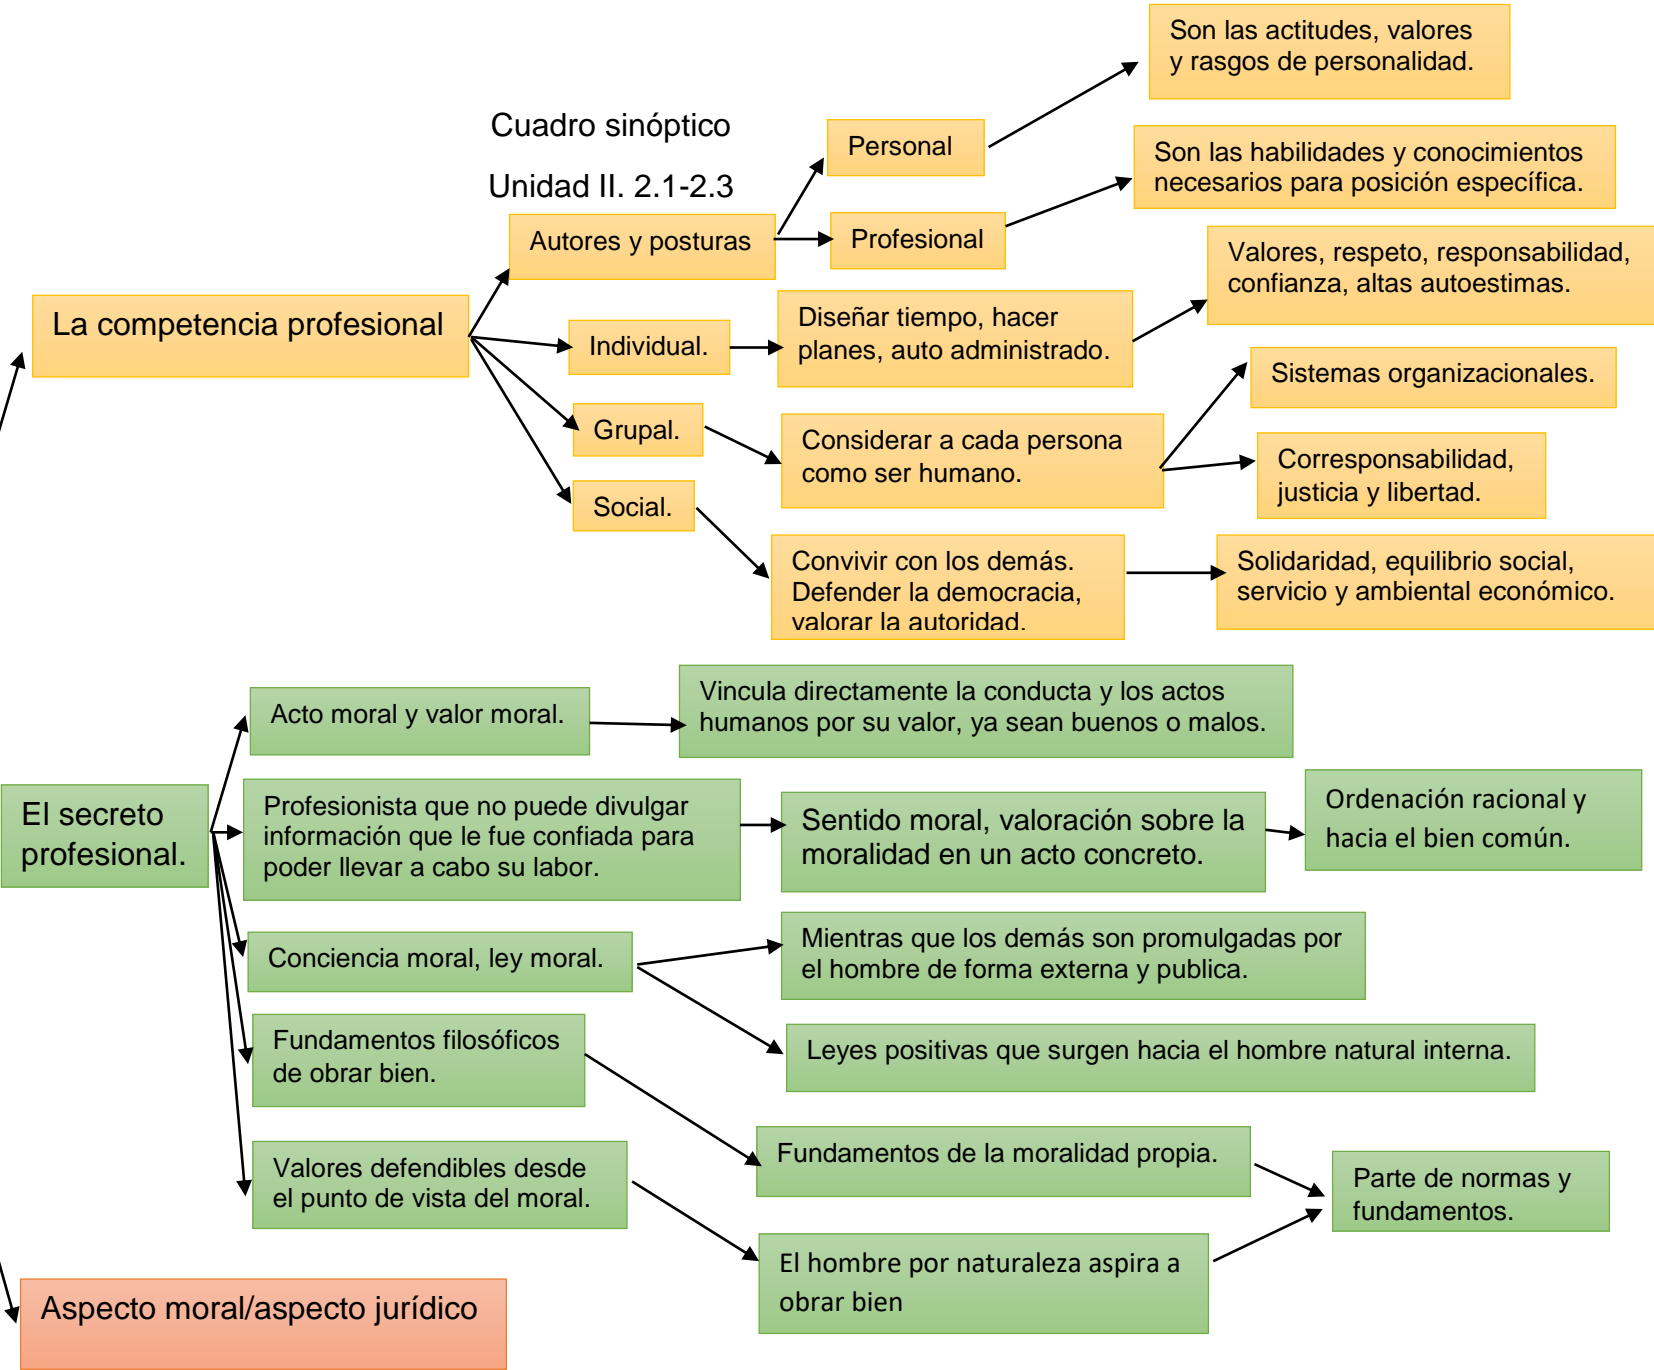 Cuadro sinóptico
Unidad II. 2.1-2.3
La competencia profesional
Autores y posturas
Personal
Son las actitudes, valores
y rasgos de personalidad.
Profesional
Son las habilidades y conocimientos
necesarios para posición específica.
Individual.
Diseñar tiempo, hacer
planes, auto administrado.
Valores, respeto, responsabilidad,
confianza, altas autoestimas.
Grupal.
Considerar a cada persona
como ser humano.
Sistemas organizacionales.
Corresponsabilidad,
justicia y libertad.
Social.
Convivir con los demás.
Defender la democracia,
valorar la autoridad.
Solidaridad, equilibrio social,
servicio y ambiental económico.
El secreto
profesional.
Acto moral y valor moral.
Vincula directamente la conducta y los actos
humanos por su valor, ya sean buenos o malos.
Profesionista que no puede divulgar
información que le fue confiada para
poder llevar a cabo su labor.
Sentido moral, valoración sobre la
moralidad en un acto concreto.
Ordenación racional y
hacia el bien común.
Conciencia moral, ley moral.
Mientras que los demás son promulgadas por
el hombre de forma externa y publica.
Leyes positivas que surgen hacia el hombre natural interna.
Fundamentos filosóficos
de obrar bien.
Fundamentos de la moralidad propia.
Valores defendibles desde
el punto de vista del moral.
El hombre por naturaleza aspira a
obrar bien
Parte de normas y
fundamentos.
Aspecto moral/aspecto jurídico